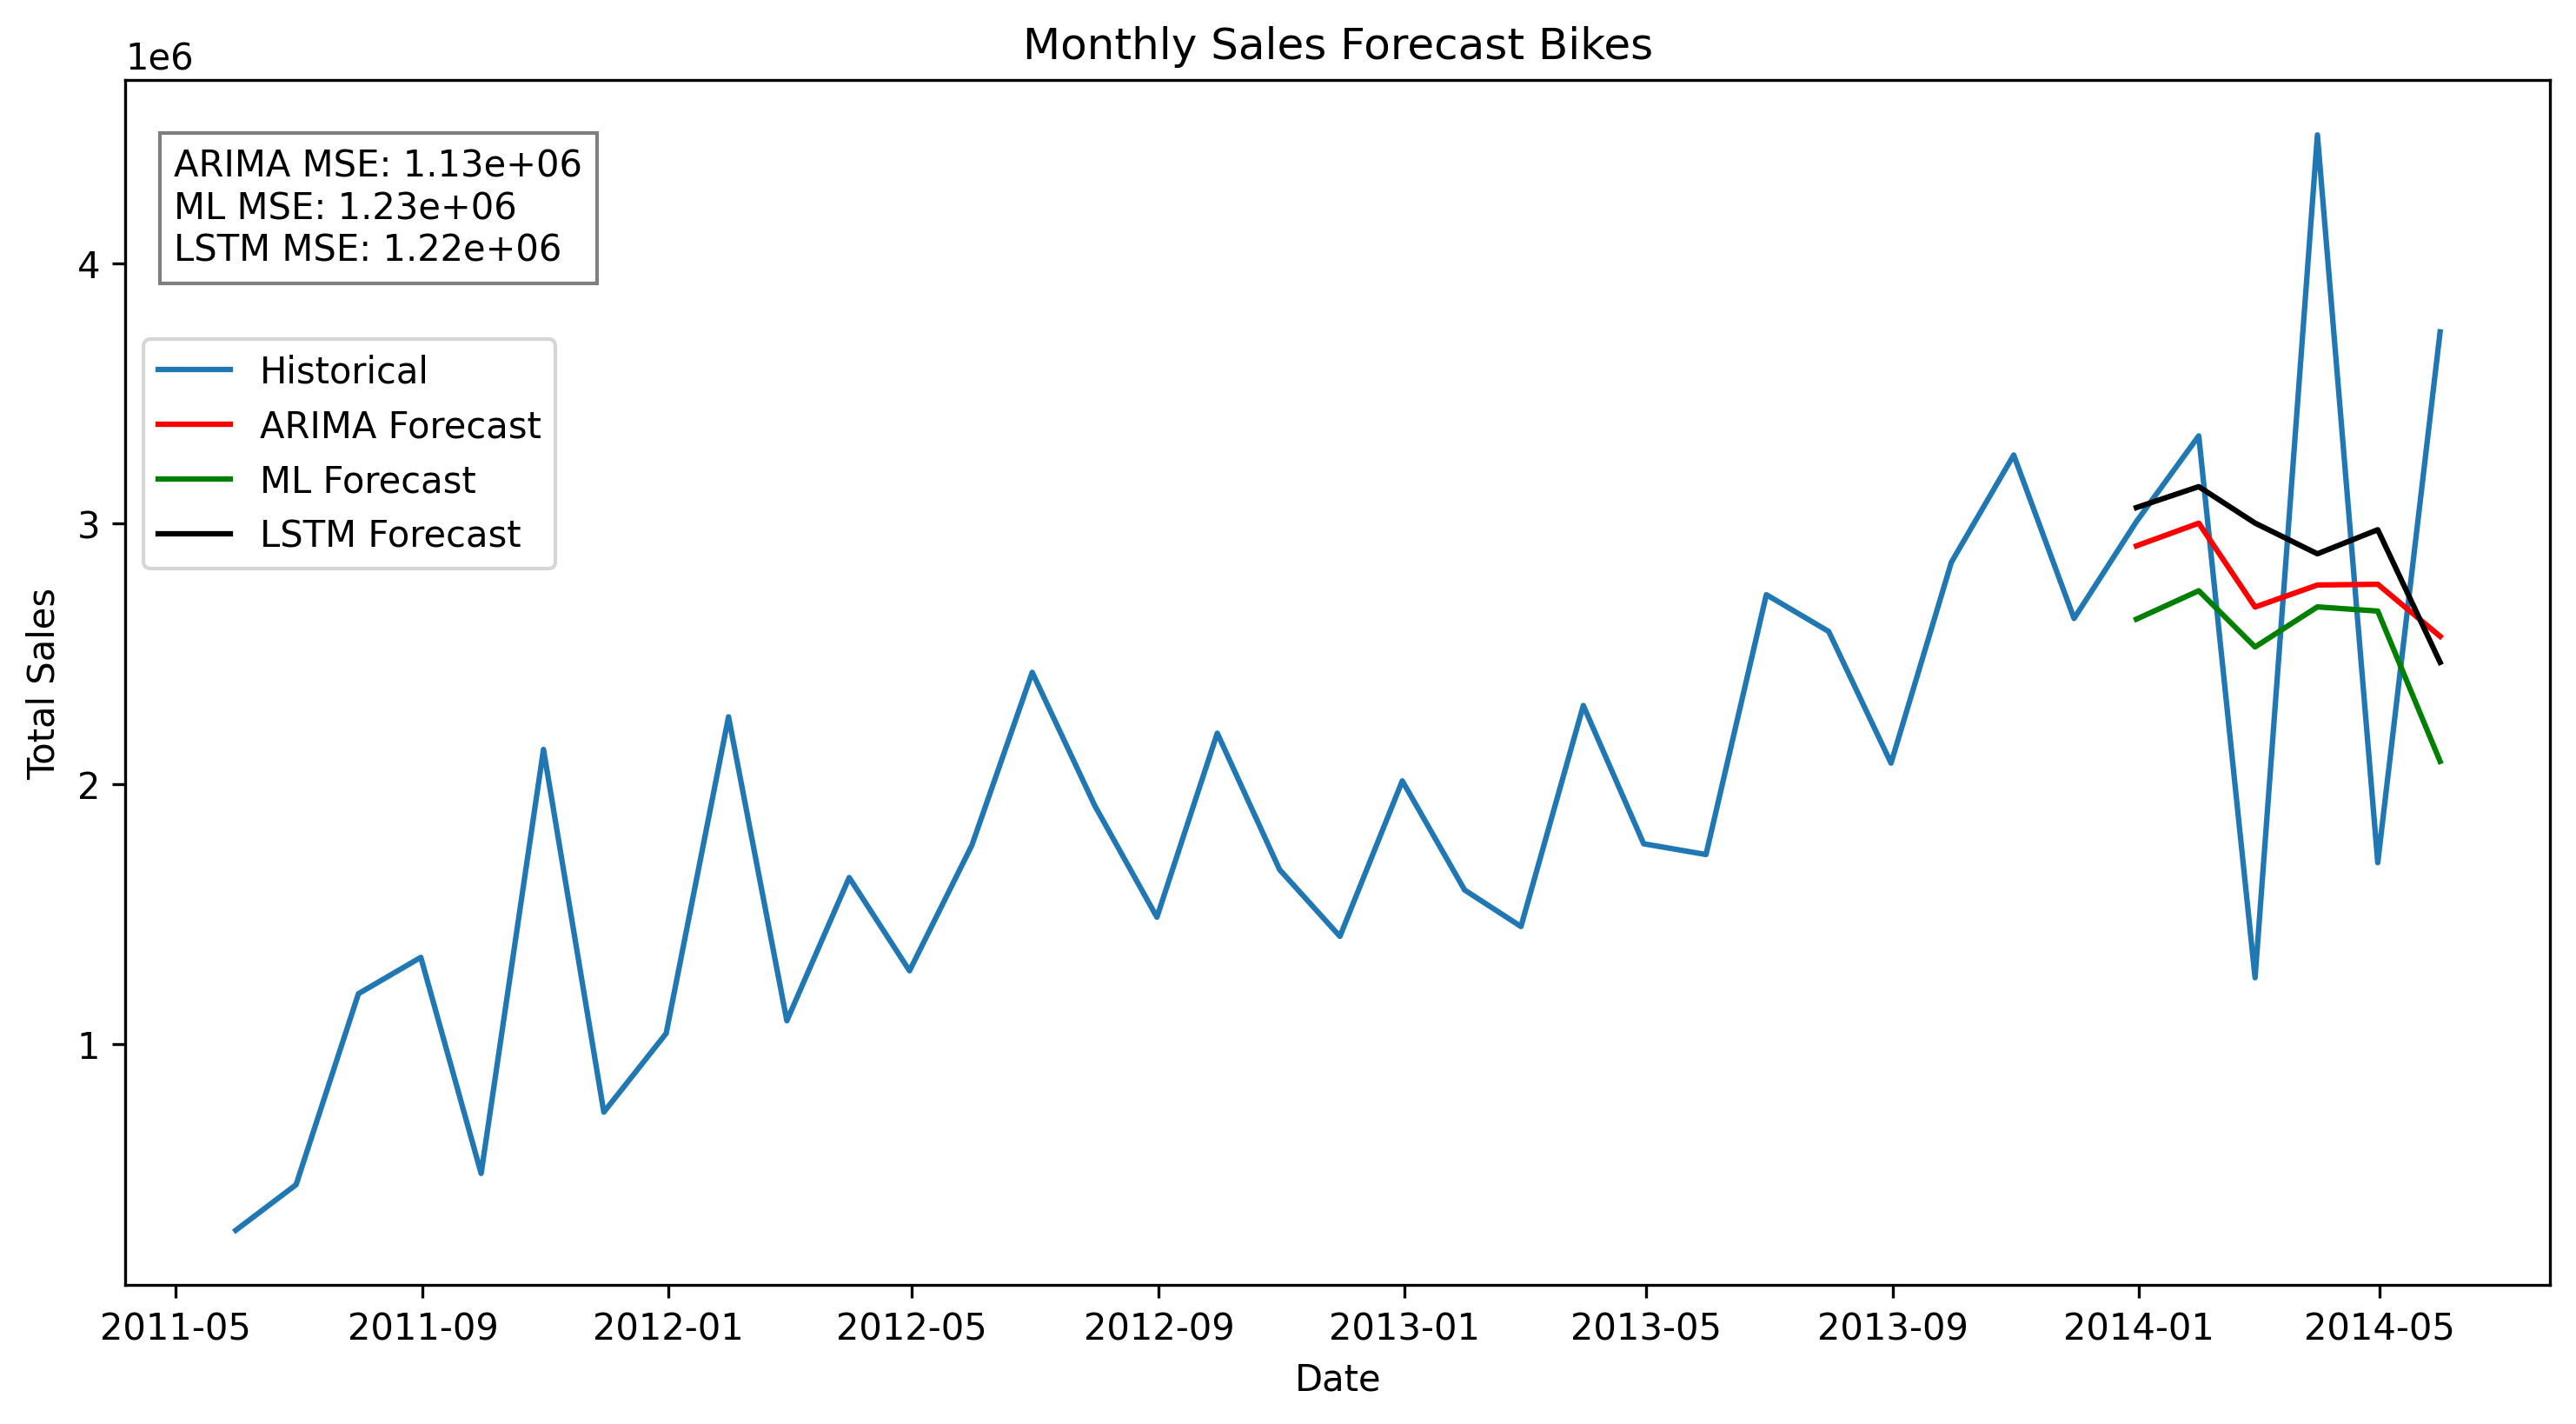 Monthly Sales Forecast Bikes
1e6
ARIMA MSE: 1.13e+06
ML MSE: 1.23e+06
LSTM MSE: 1.22e+06
Historical
ARIMA Forecast
ML Forecast
LSTM Forecast
Total Sales
4
3
2
1
2011-05 2011-09 2012-01 2012-05 2012-09 2013-01 2013-05 2013-09 2014-01 2014-05
Date